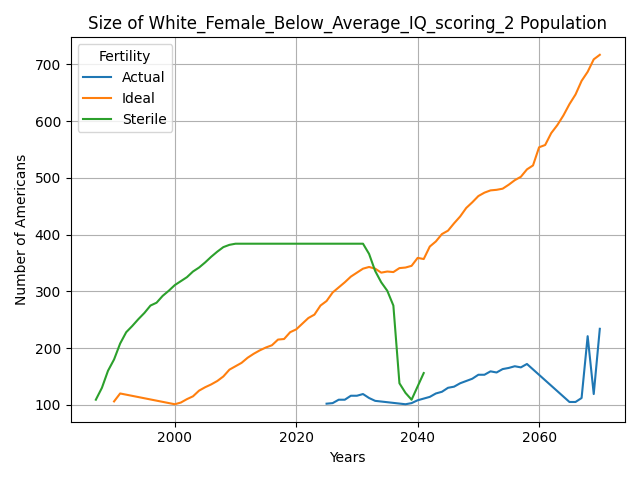 Size of White_Female_Below_Average_IQ_scoring_2 Population
Fertility
Actual
Ideal
Sterile
Number of Americans
700
600
500
400
300
200
100
2000
2020
2040
2060
Years